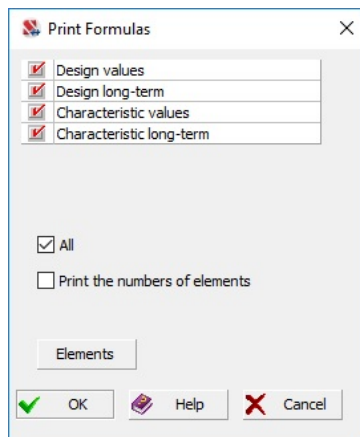 Print Formulas
Design values
Design long-term
Characteristic values
Characteristic long-term
All
Print the numbers of elements
Elements
OK Help Cancel